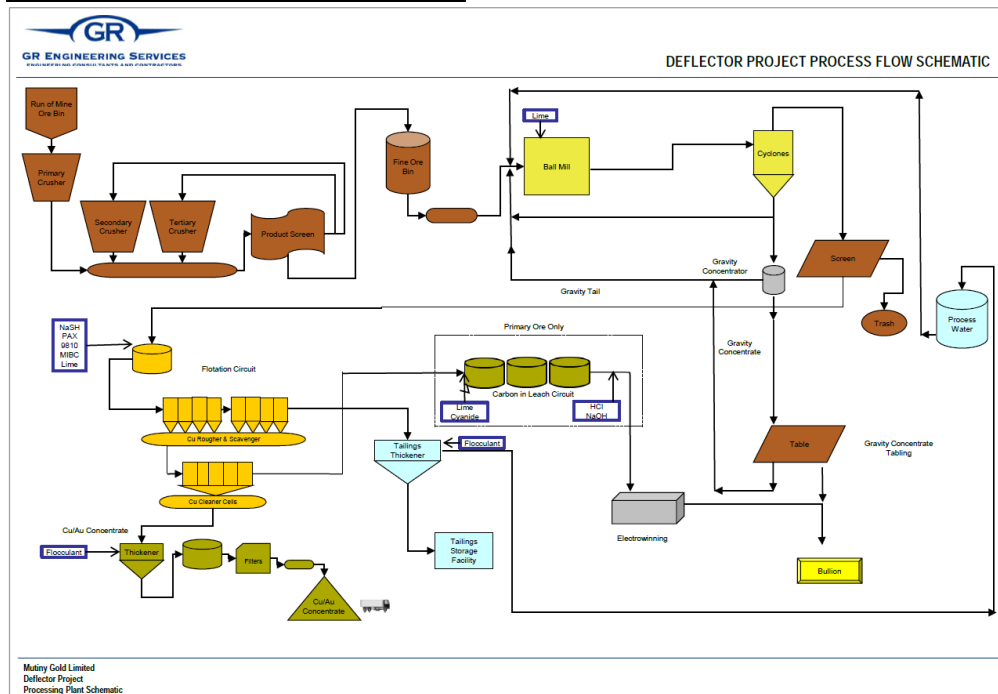 GR
GR ENGINEERING SERVICES
ENGINEERING CONSULTANTS AND CONTRACTORS
DEFLECTOR PROJECT PROCESS FLOW SCHEMATIC
Run of Mine
Ore Bin
Primary
Crusher
Secondary
Crusher
Tertiary
Crusher
Product Screen
Fine Ore
Bin
Lime
Ball Mill
Cyclones
Gravity
Concentrator
Screen
Trash
Process
Water
Gravity Tail
Gravity
Concentrate
NaSH
PAX
9810
MIBC
Lime
Flotation Circuit
Primary Ore Only
Carbon in Leach Circuit
Lime
Cyanide
HCl
NaOH
Cu Rougher & Scavenger
Cu Cleaner Cells
Tailings
Thickener
Flocculant
Table
Gravity Concentrate
Tabling
Electrowinning
Bullion
Tailings
Storage
Facility
Cu/Au Concentrate
Flocculant
Thickener
Filters
Cu/Au
Concentrate
Mutiny Gold Limited
Deflector Project
Processing Plant Schematic